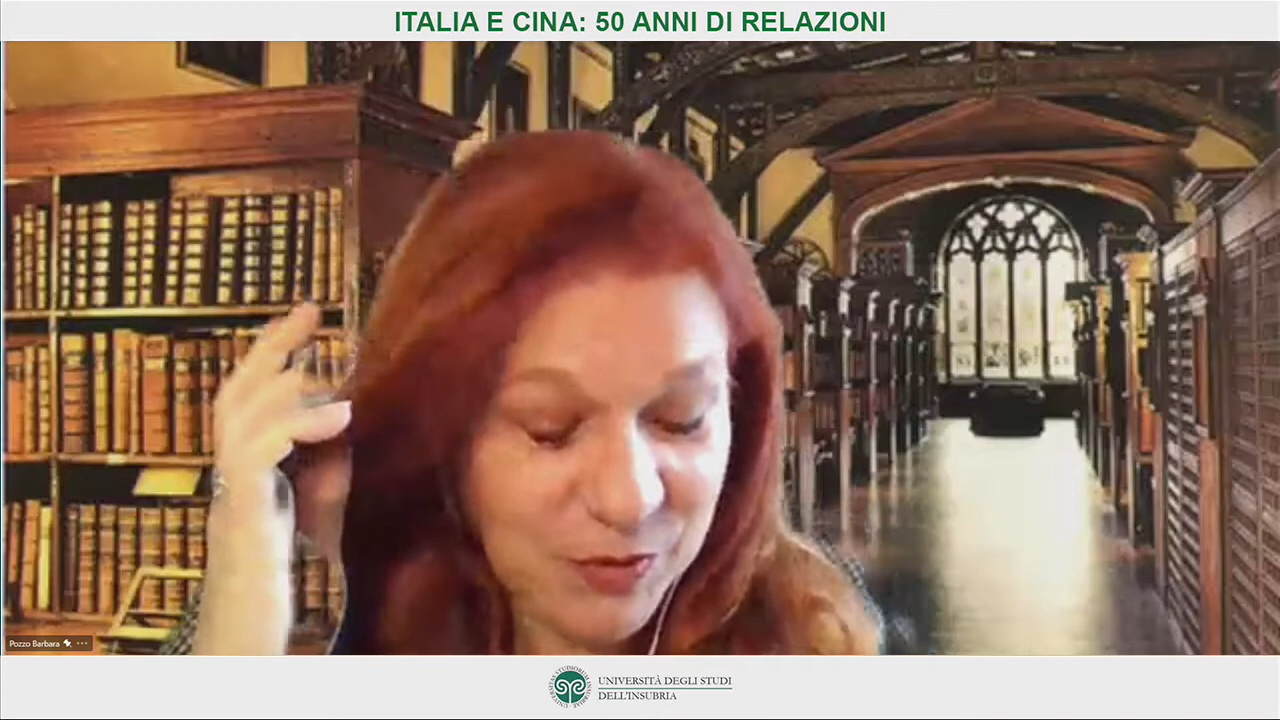 ITALIA E CINA: 50 ANNI DI RELAZIONI
Pozzo Barbara
UNIVERSITÀ DEGLI STUDI
DELL'INSUBRIA